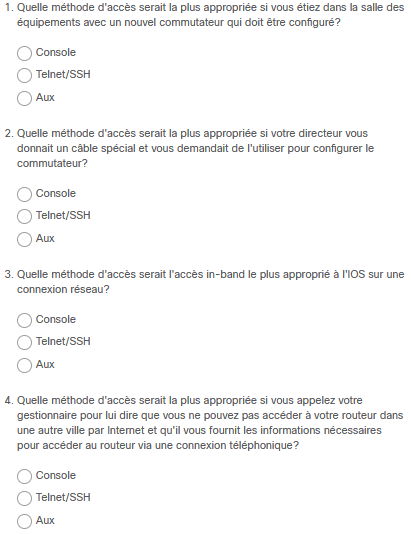 1. Quelle méthode d'accès serait la plus appropriée si vous étiez dans la salle des
équipements avec un nouvel commutateur qui doit être configuré?
Console
Telnet/SSH
Aux
2. Quelle méthode d'accès serait la plus appropriée si votre directeur vous
donnait un câble spécial et vous demandait de l'utiliser pour configurer le
commutateur?
Console
Telnet/SSH
Aux
3. Quelle méthode d'accès serait l'accès in-band le plus approprié à l'IOS sur une
connexion réseau?
Console
Telnet/SSH
Aux
4. Quelle méthode d'accès serait la plus appropriée si vous appelez votre
gestionnaire pour lui dire que vous ne pouvez pas accéder à votre routeur dans
une autre ville par Internet et qu'il vous fournit les informations nécessaires
pour accéder au routeur via une connexion téléphonique?
Console
Telnet/SSH
Aux